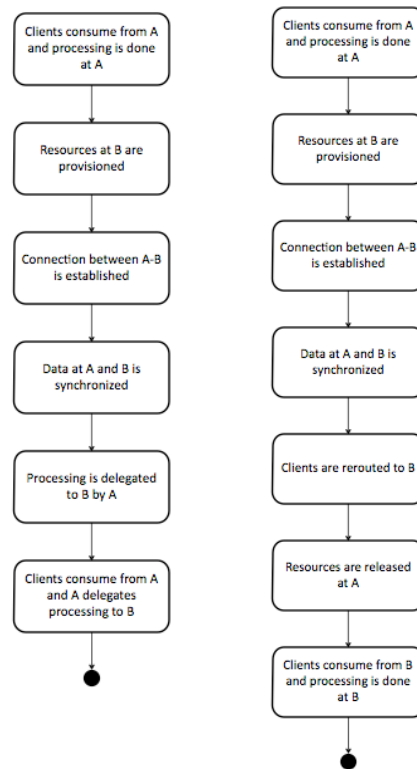 Clients consume from A
and processing is done
at A
Resources at B are
provisioned
Connection between A-B
is established
Data at A and B is
synchronized
Processing is delegated
to B by A
Clients consume from A
and A delegates
processing to B
Clients consume from A
and processing is done
at A
Resources at B are
provisioned
Connection between A-B
is established
Data at A and B is
synchronized
Clients are rerouted to B
Resources are released
at A
Clients consume from B
and processing is done
at B